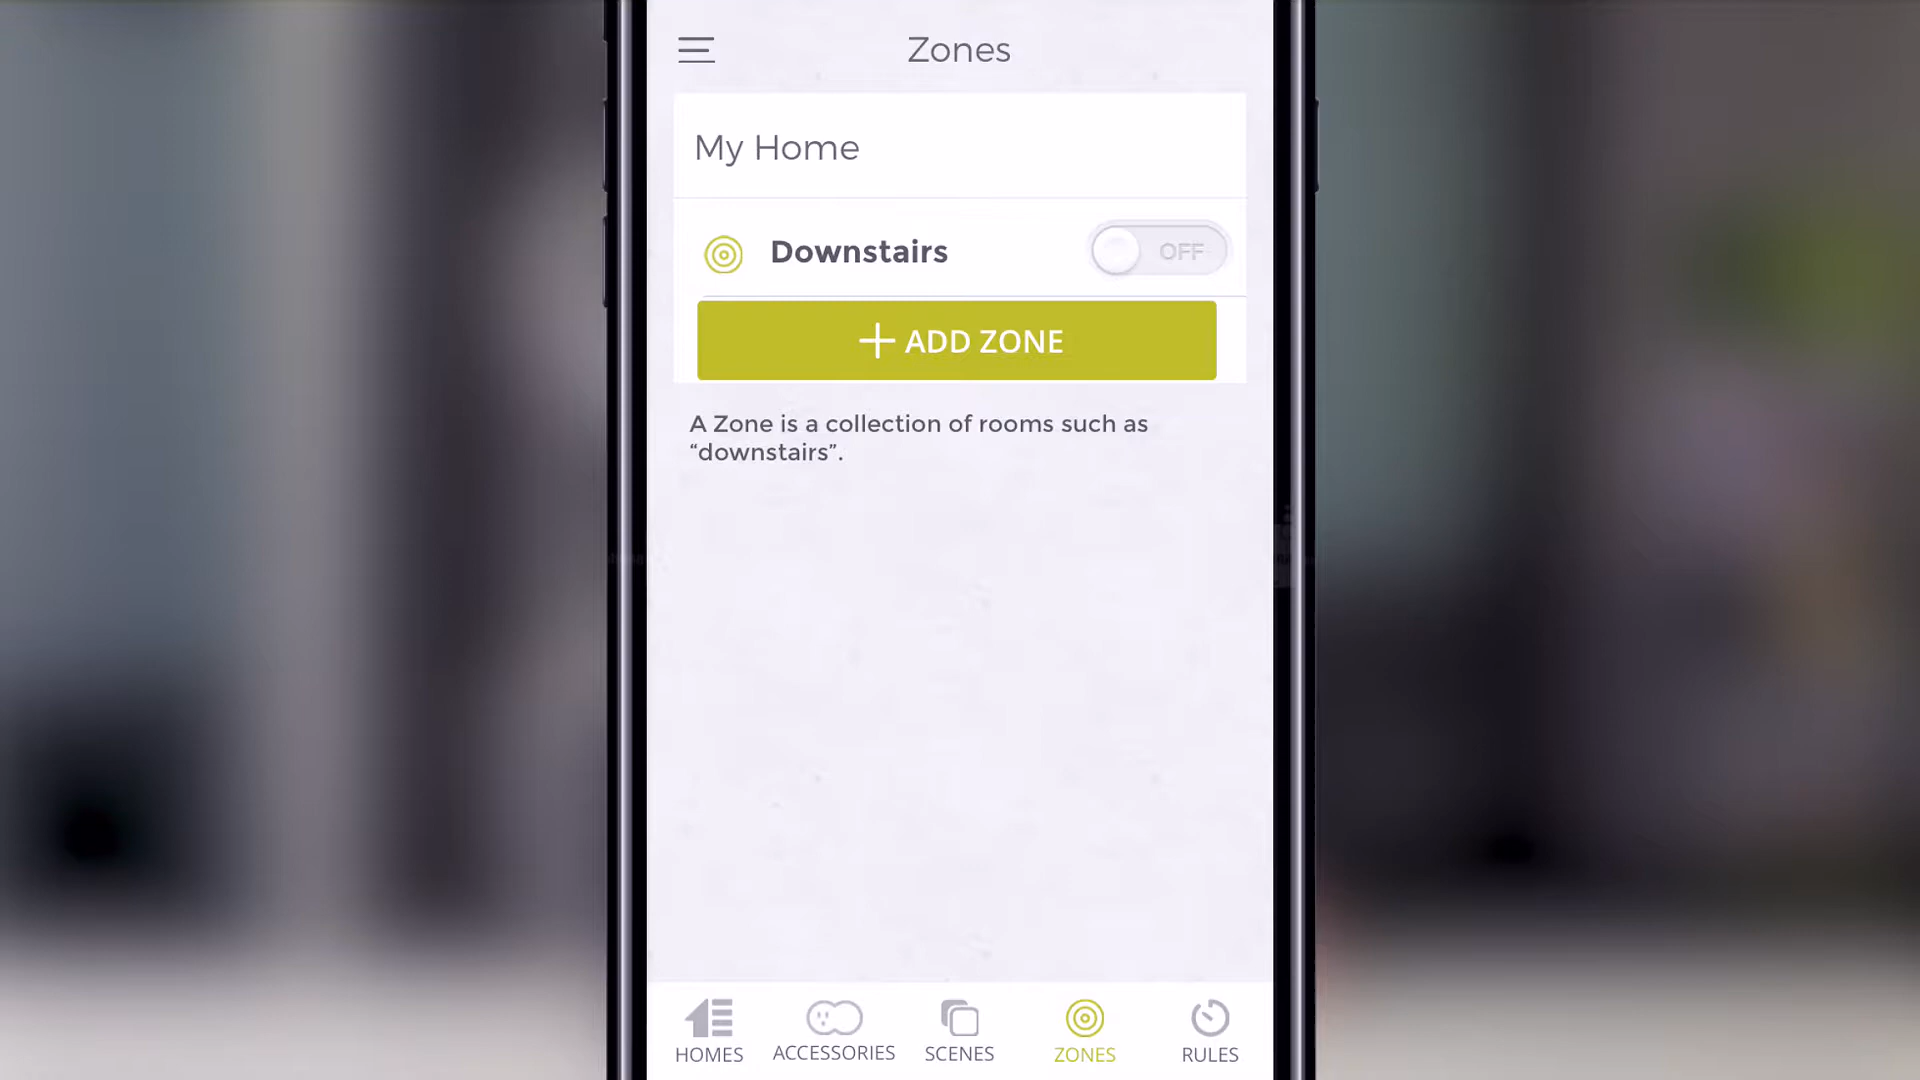 Zones
My Home
Downstairs
OFF
ADD ZONE
A Zone is a collection of rooms such as
“downstairs”.
HOMES
ACCESSORIES
SCENES
ZONES
RULES